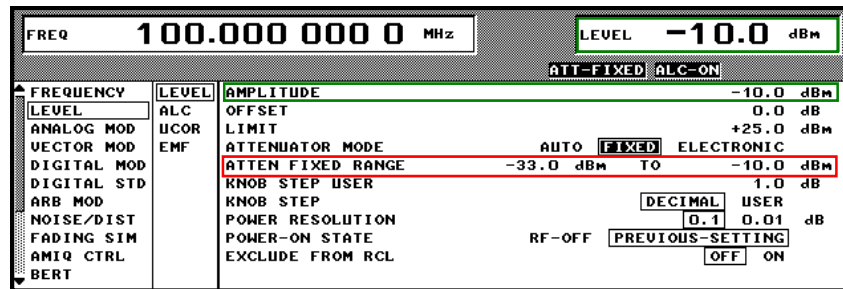 FREQ 100.000 000 0 MHz LEVEL -10.0 dBm
ATT-FIXED ALC-ON
FREQUENCY LEVEL AMPLITUDE -10.0 dBm
LEVEL ALC OFFSET 0.0 dB
ANALOG MOD UCOR LIMIT +25.0 dBm
VECTOR MOD EMF ATTENUATOR MODE AUTO FIXED ELECTRONIC
DIGITAL MOD ATTEN FIXED RANGE -33.0 dBm TO -10.0 dBm
DIGITAL STD KNOB STEP USER 1.0 dB
ARB MOD KNOB STEP DECIMAL USER
NOISE/DIST POWER RESOLUTION 0.1 0.01 dB
FADING SIM POWER-ON STATE RF-OFF PREVIOUS-SETTING
AMIQ CTRL EXCLUDE FROM RCL OFF ON
BERT